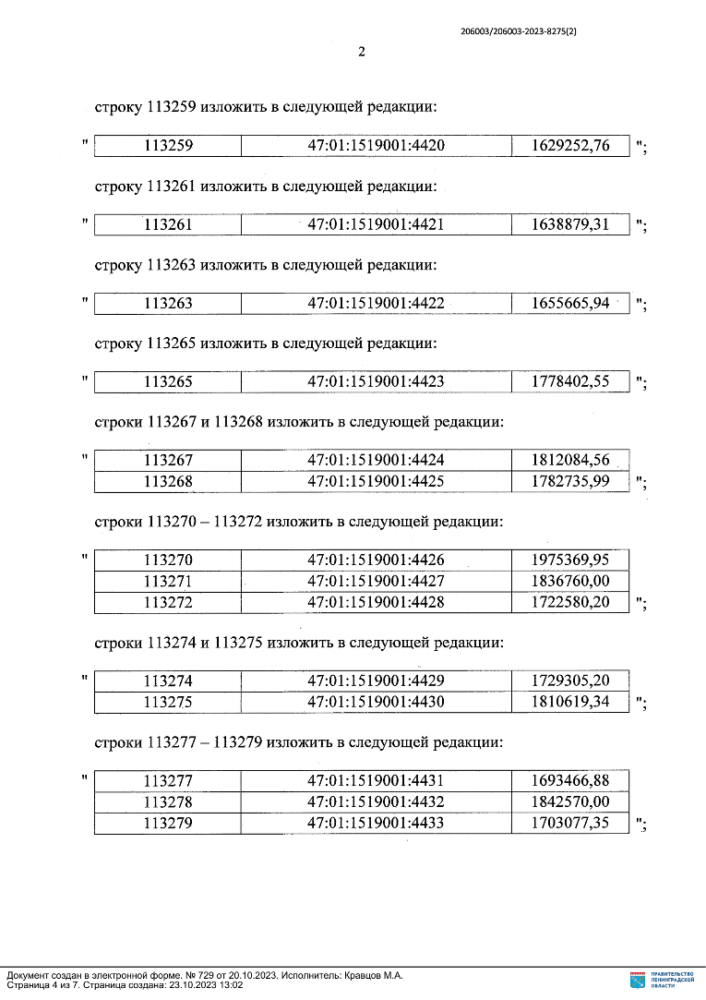 206003/206003-2023-8275(2)
2
строку 113259 изложить в следующей редакции:
" 113259 47:01:1519001:4420 1629252,76 ";
строку 113261 изложить в следующей редакции:
" 113261 47:01:1519001:4421 1638879,31 ";
строку 113263 изложить в следующей редакции:
" 113263 47:01:1519001:4422 1655665,94 ";
строку 113265 изложить в следующей редакции:
" 113265 47:01:1519001:4423 1778402,55 ";
строки 113267 и 113268 изложить в следующей редакции:
" 113267 47:01:1519001:4424 1812084,56
113268 47:01:1519001:4425 1782735,99 ";
строки 113270 – 113272 изложить в следующей редакции:
" 113270 47:01:1519001:4426 1975369,95
113271 47:01:1519001:4427 1836760,00
113272 47:01:1519001:4428 1722580,20 ";
строки 113274 и 113275 изложить в следующей редакции:
" 113274 47:01:1519001:4429 1729305,20
113275 47:01:1519001:4430 1810619,34 ";
строки 113277 – 113279 изложить в следующей редакции:
" 113277 47:01:1519001:4431 1693466,88
113278 47:01:1519001:4432 1842570,00
113279 47:01:1519001:4433 1703077,35 ";
Документ создан в электронной форме. № 729 от 20.10.2023. Исполнитель: Кравцов М.А.
Страница 4 из 7. Страница создана: 23.10.2023 13:02
ПРАВИТЕЛЬСТВО
ЛЕНИНГРАДСКОЙ
ОБЛАСТИ